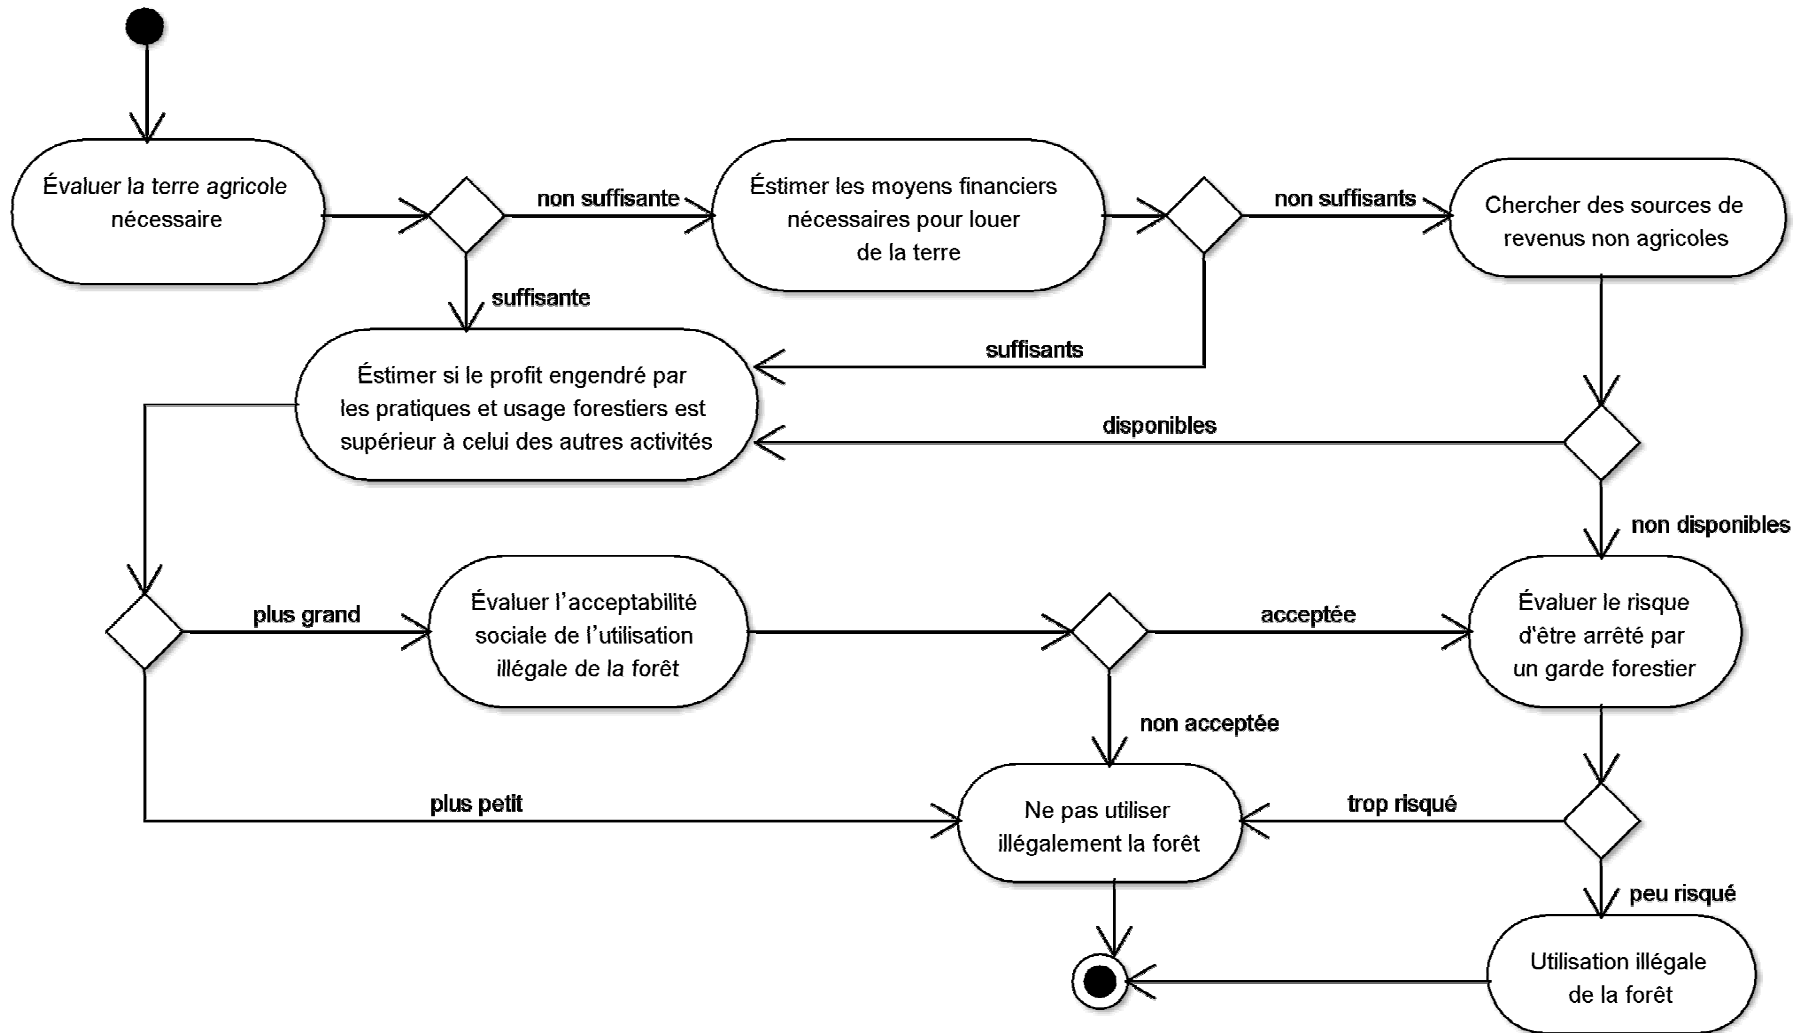 Évaluer la terre agricole
nécessaire
non suffisante
Éstimer les moyens financiers
nécessaires pour louer
de la terre
non suffisants
Chercher des sources de
revenus non agricoles
suffisante
suffisants
Éstimer si le profit engendré par
les pratiques et usage forestiers est
supérieur à celui des autres activités
disponibles
non disponibles
plus grand
Évaluer l’acceptabilité
sociale de l’utilisation
illégale de la forêt
acceptée
Évaluer le risque
d'être arrêté par
un garde forestier
non acceptée
plus petit
Ne pas utiliser
illégalement la forêt
trop risqué
peu risqué
Utilisation illégale
de la forêt